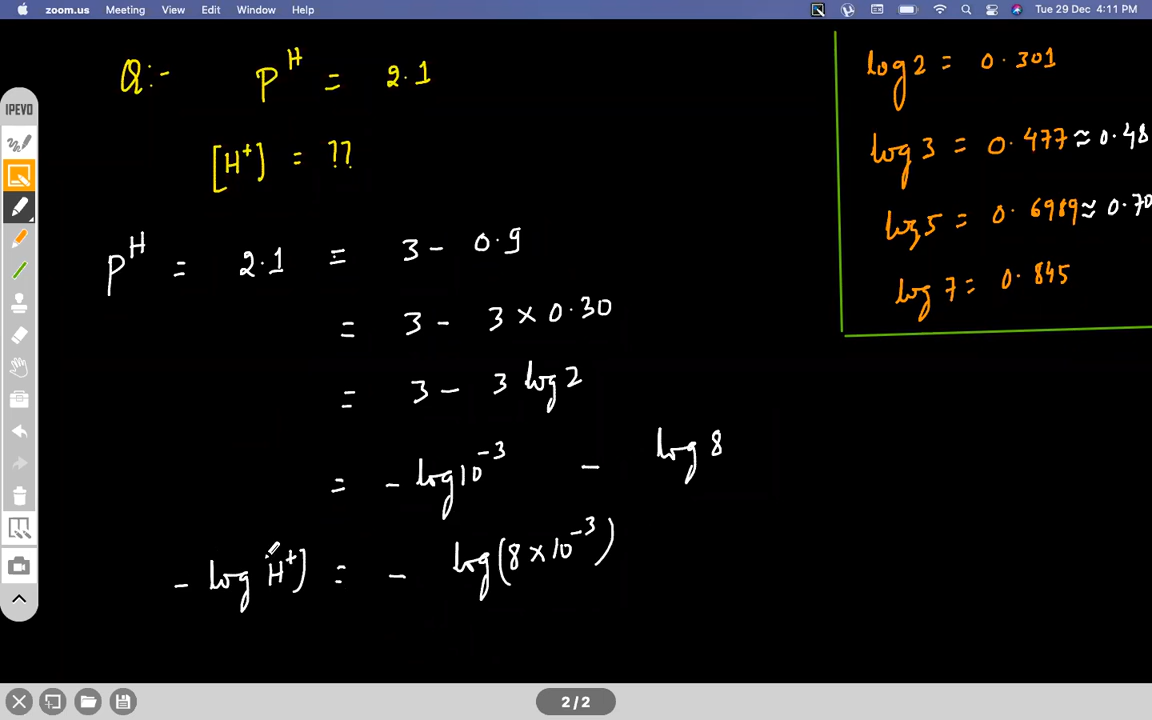 zoom.us Meeting View Edit Window Help Tue 29 Dec 4:11 PM
IPEVO
Q:- pH = 2.1
[H+] = ??
pH = 2.1 = 3 - 0.9
= 3 - 3 × 0.30
= 3 - 3 log 2
= - log 10^-3 - log 8
- log H+] = - log (8 × 10^-3)
log 2 = 0.301
log 3 = 0.477 ≈ 0.48
log 5 = 0.6989 ≈ 0.70
log 7 = 0.845
2/2